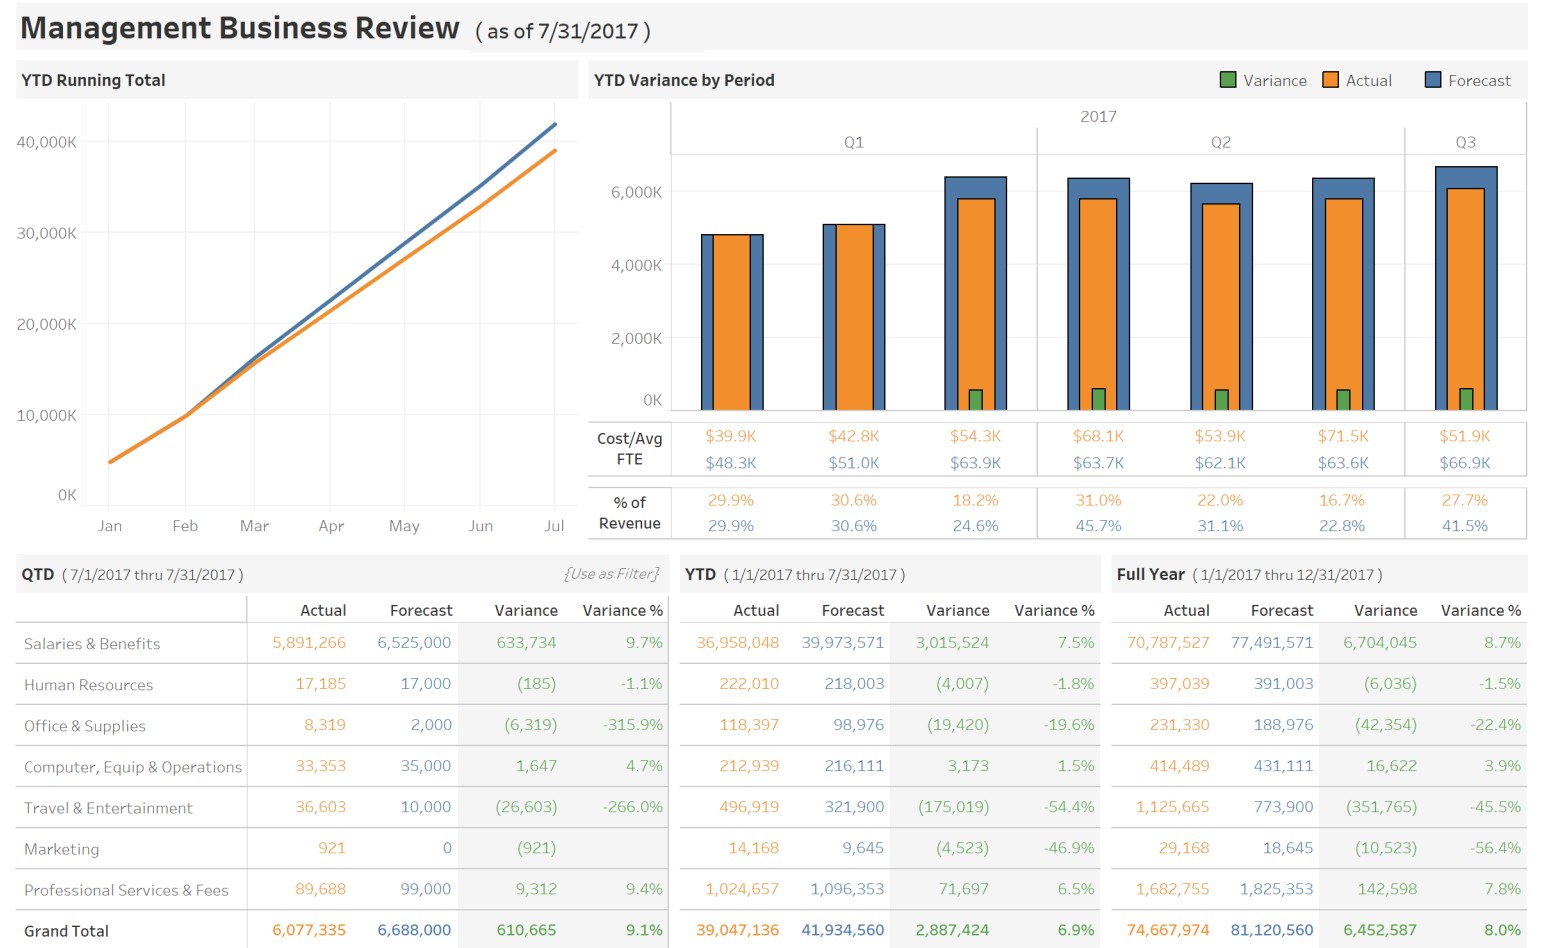 Management Business Review ( as of 7/31/2017 )
YTD Running Total
40,000K
30,000K
20,000K
10,000K
0K
Jan Feb Mar Apr May Jun Jul
YTD Variance by Period Variance Actual Forecast
2017
Q1 Q2 Q3
6,000K
4,000K
2,000K
0K
Cost/Avg
FTE
$39.9K $42.8K $54.3K $68.1K $53.9K $71.5K $51.9K
$48.3K $51.0K $63.9K $63.7K $62.1K $63.6K $66.9K
% of
Revenue
29.9% 30.6% 18.2% 31.0% 22.0% 16.7% 27.7%
29.9% 30.6% 24.6% 45.7% 31.1% 22.8% 41.5%
QTD ( 7/1/2017 thru 7/31/2017 ) {Use as Filter} YTD ( 1/1/2017 thru 7/31/2017 ) Full Year ( 1/1/2017 thru 12/31/2017 )
Actual Forecast Variance Variance % Actual Forecast Variance Variance % Actual Forecast Variance Variance %
Salaries & Benefits 5,891,266 6,525,000 633,734 9.7% 36,958,048 39,973,571 3,015,524 7.5% 70,787,527 77,491,571 6,704,045 8.7%
Human Resources 17,185 17,000 (185) -1.1% 222,010 218,003 (4,007) -1.8% 397,039 391,003 (6,036) -1.5%
Office & Supplies 8,319 2,000 (6,319) -315.9% 118,397 98,976 (19,420) -19.6% 231,330 188,976 (42,354) -22.4%
Computer, Equip & Operations 33,353 35,000 1,647 4.7% 212,939 216,111 3,173 1.5% 414,489 431,111 16,622 3.9%
Travel & Entertainment 36,603 10,000 (26,603) -266.0% 496,919 321,900 (175,019) -54.4% 1,125,665 773,900 (351,765) -45.5%
Marketing 921 0 (921) 14,168 9,645 (4,523) -46.9% 29,168 18,645 (10,523) -56.4%
Professional Services & Fees 89,688 99,000 9,312 9.4% 1,024,657 1,096,353 71,697 6.5% 1,682,755 1,825,353 142,598 7.8%
Grand Total 6,077,335 6,688,000 610,665 9.1% 39,047,136 41,934,560 2,887,424 6.9% 74,667,974 81,120,560 6,452,587 8.0%